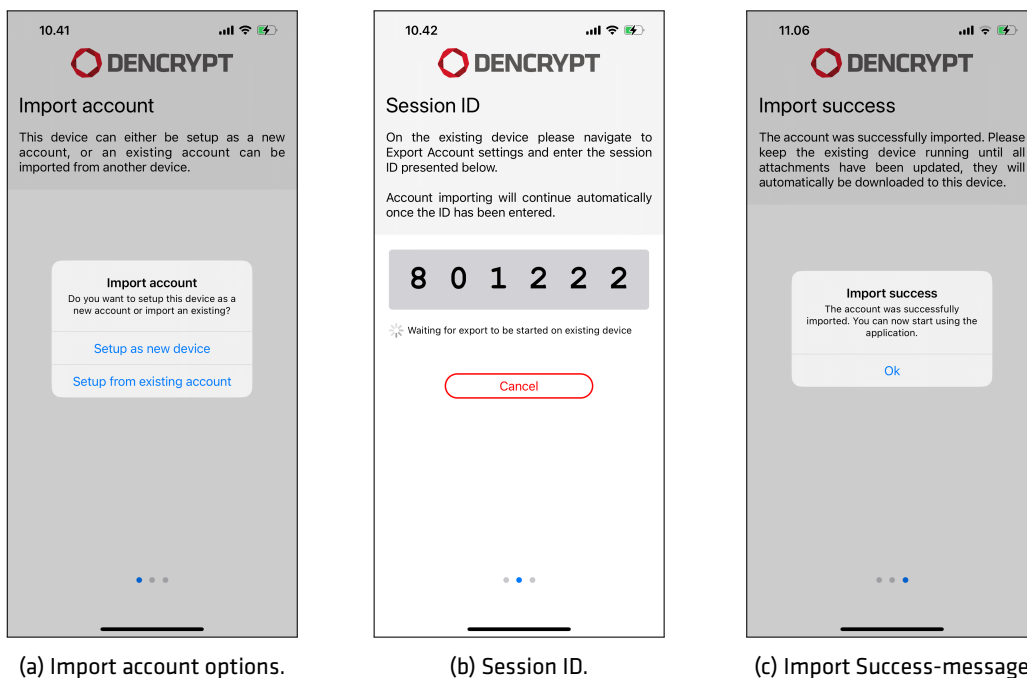 10.41
DENCRYPT
Import account
This device can either be setup as a new
account, or an existing account can be
imported from another device.
Import account
Do you want to setup this device as a
new account or import an existing?
Setup as new device
Setup from existing account
(a) Import account options.
10.42
DENCRYPT
Session ID
On the existing device please navigate to
Export Account settings and enter the session
ID presented below.
Account importing will continue automatically
once the ID has been entered.
8 0 1 2 2 2
Waiting for export to be started on existing device
Cancel
(b) Session ID.
11.06
DENCRYPT
Import success
The account was successfully imported. Please
keep the existing device running until all
attachments have been updated, they will
automatically be downloaded to this device.
Import success
The account was successfully
imported. You can now start using the
application.
Ok
(c) Import Success-message